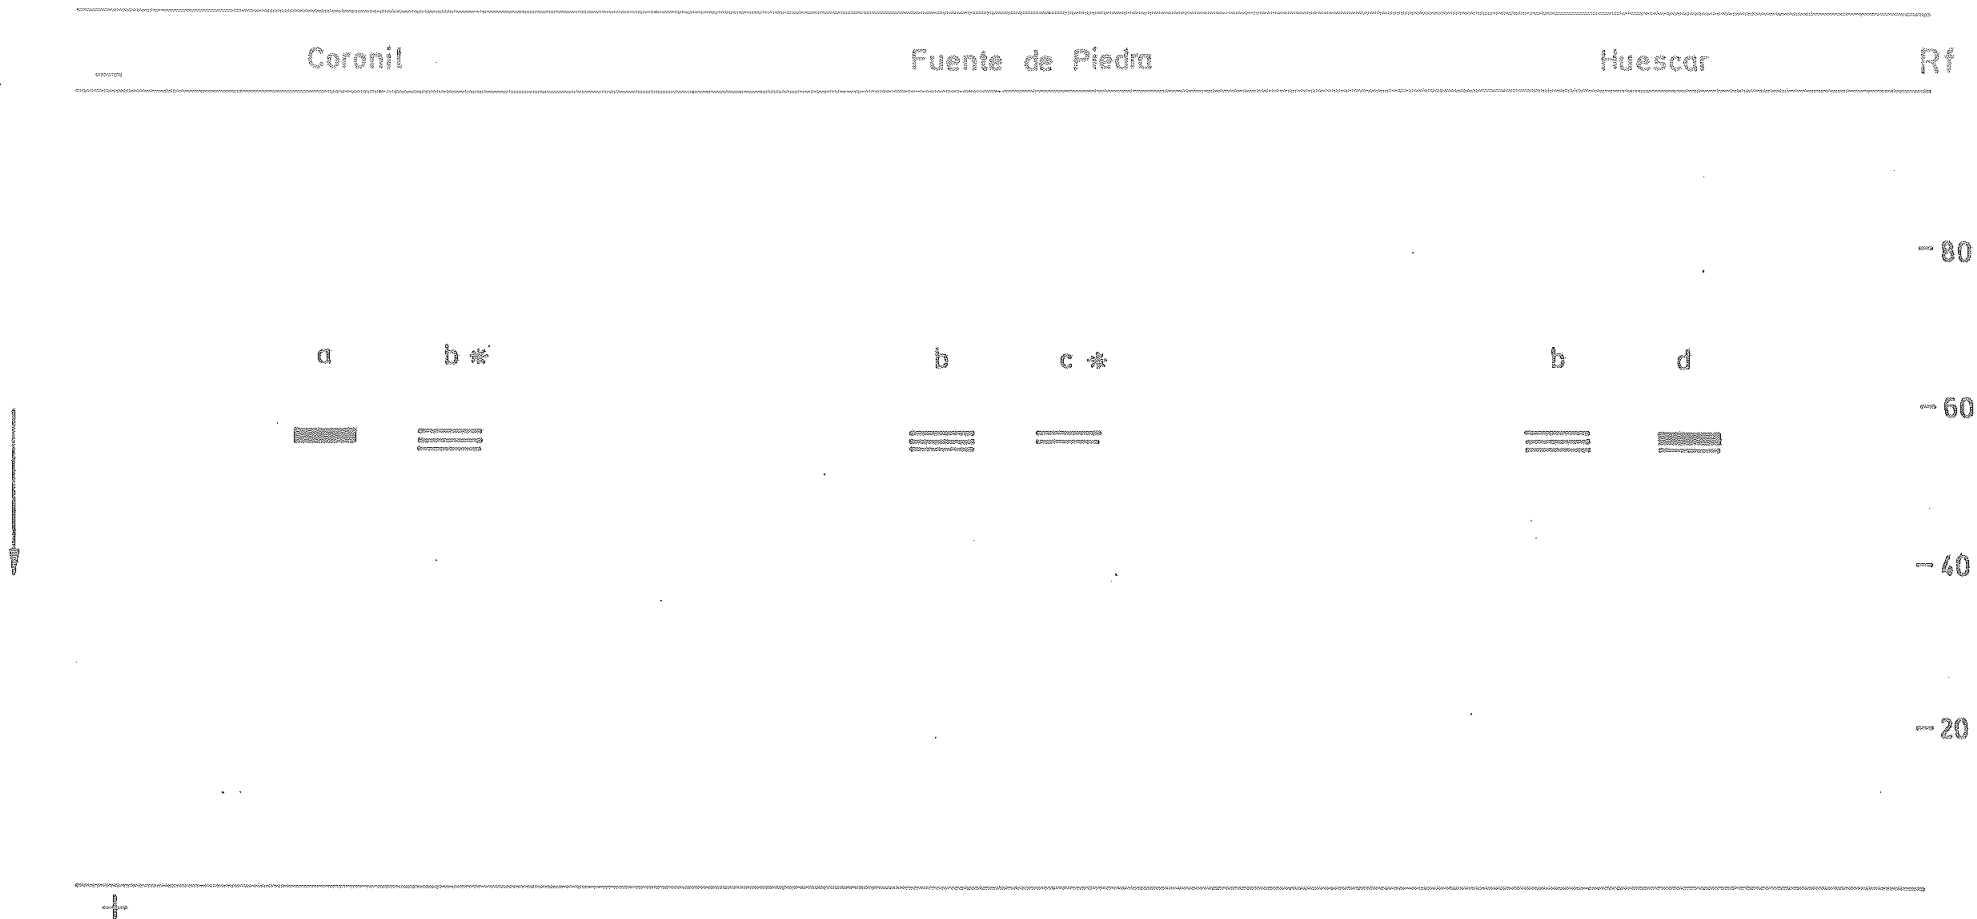 — Coronil Fuente de Piedra Huescar Rf
- 80
a b * b c * b d
- 60
- 40
- 20
+